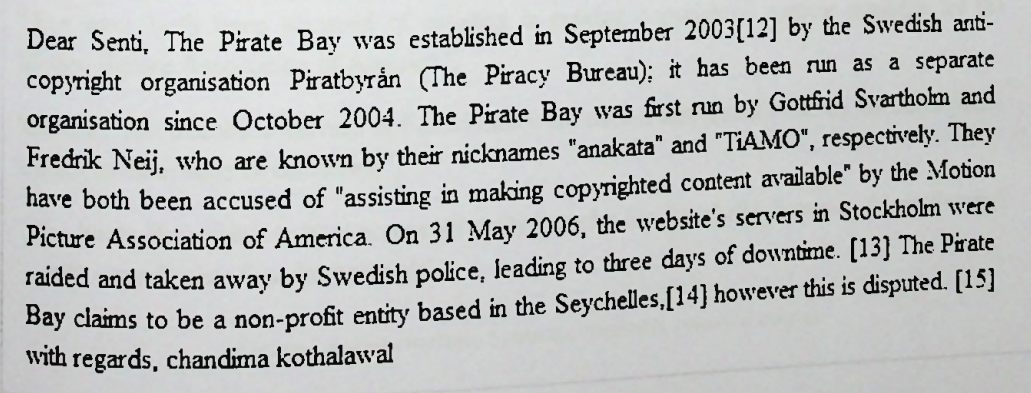 Dear Senti, The Pirate Bay was established in September 2003[12] by the Swedish anti-
copyright organisation Piratbyrån (The Piracy Bureau); it has been run as a separate
organisation since October 2004. The Pirate Bay was first run by Gottfrid Svartholm and
Fredrik Neij, who are known by their nicknames "anakata" and "TiAMO", respectively. They
have both been accused of "assisting in making copyrighted content available" by the Motion
Picture Association of America. On 31 May 2006, the website's servers in Stockholm were
raided and taken away by Swedish police, leading to three days of downtime. [13] The Pirate
Bay claims to be a non-profit entity based in the Seychelles,[14] however this is disputed. [15]
with regards, chandima kothalawal